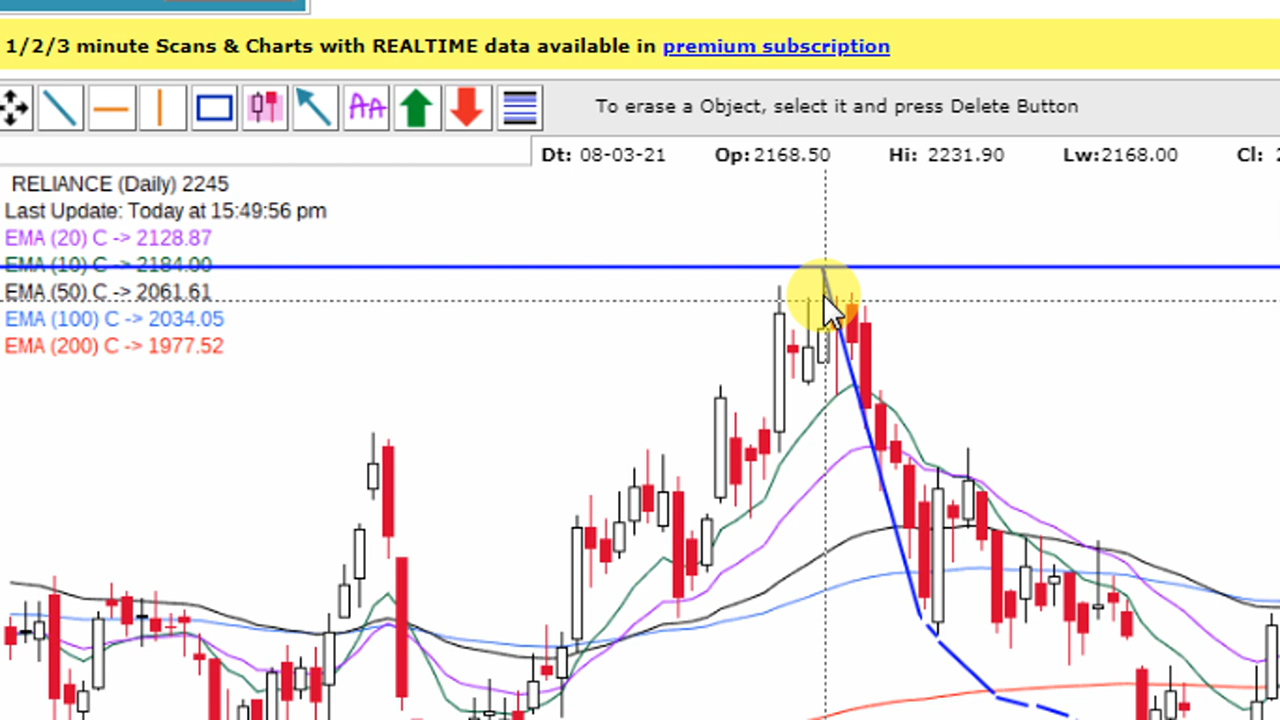 1/2/3 minute Scans & Charts with REALTIME data available in premium subscription
AA To erase a Object, select it and press Delete Button
Dt: 08-03-21 Op:2168.50 Hi: 2231.90 Lw:2168.00 Cl:
RELIANCE (Daily) 2245
Last Update: Today at 15:49:56 pm
EMA (20) C -> 2128.87
EMA (10) C -> 2184.00
EMA (50) C -> 2061.61
EMA (100) C -> 2034.05
EMA (200) C -> 1977.52